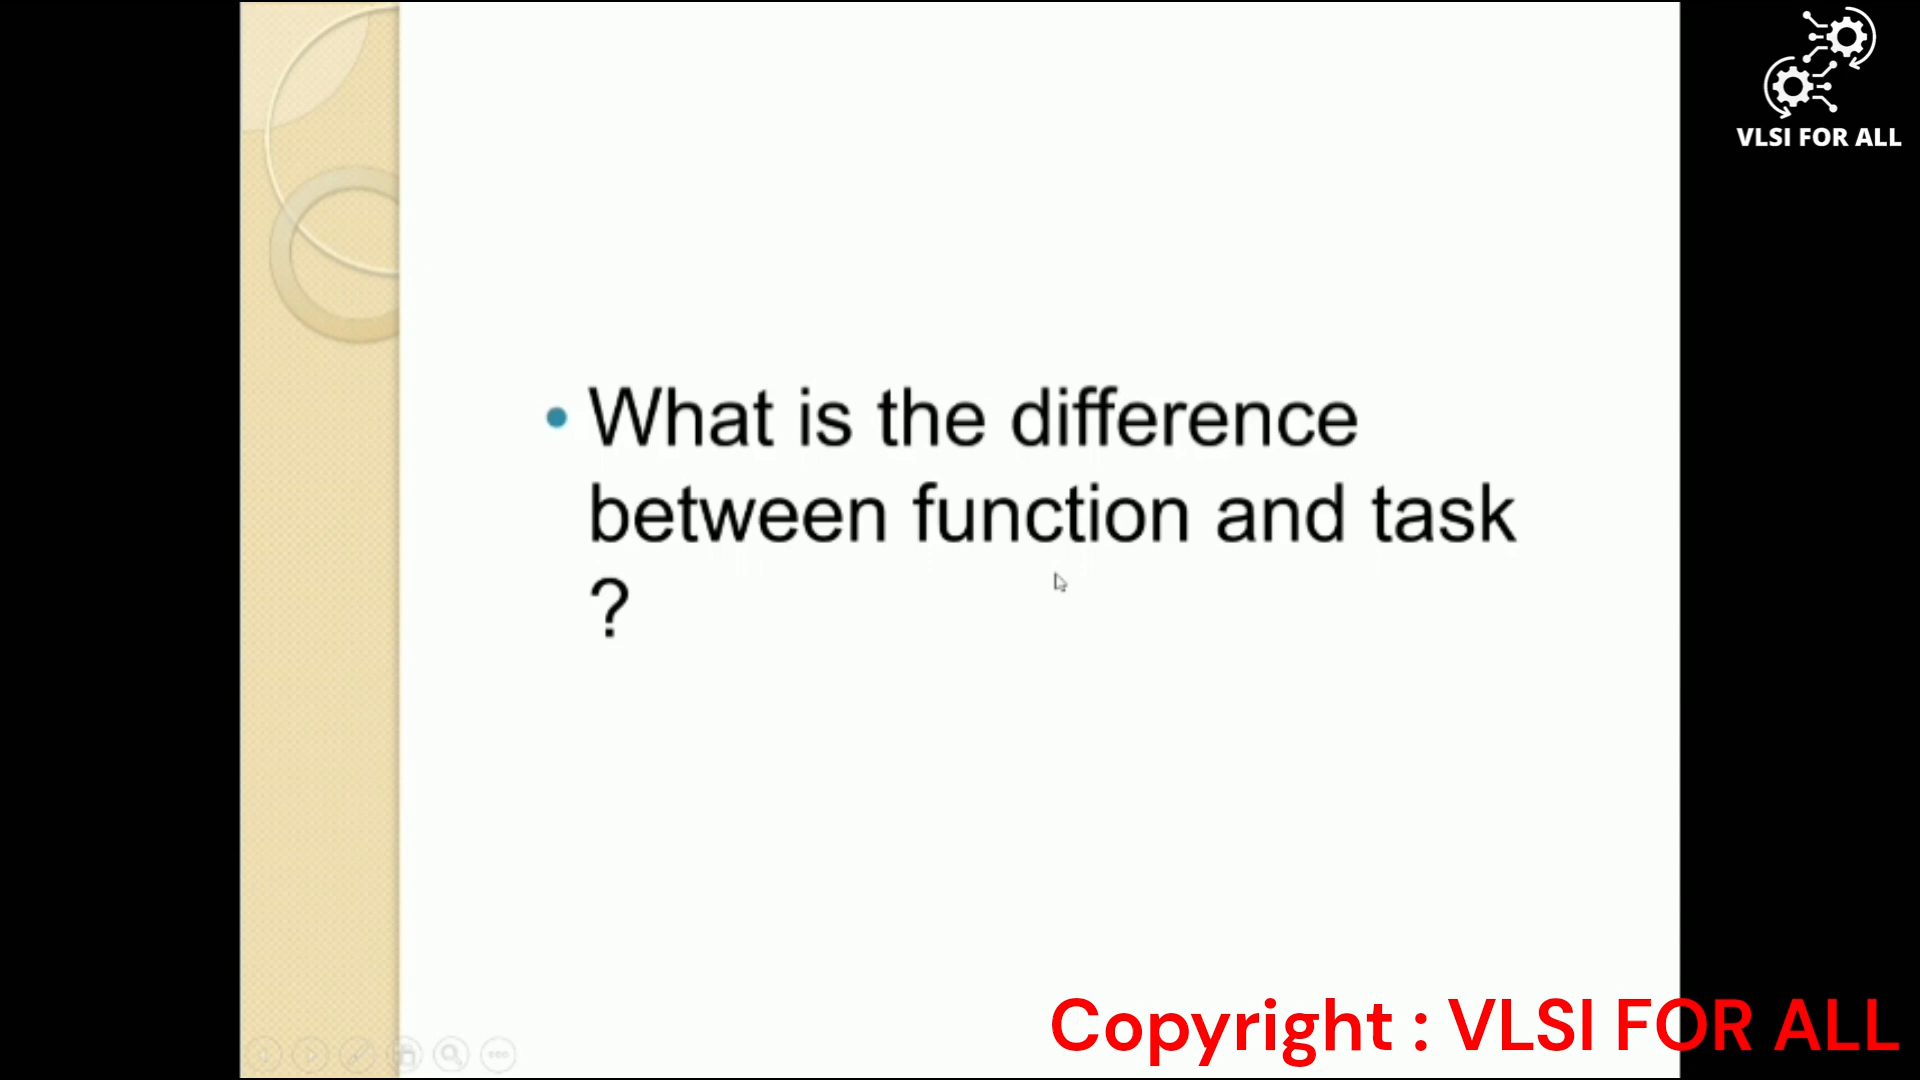 VLSI FOR ALL
• What is the difference
between function and task
?
Copyright : VLSI FOR ALL